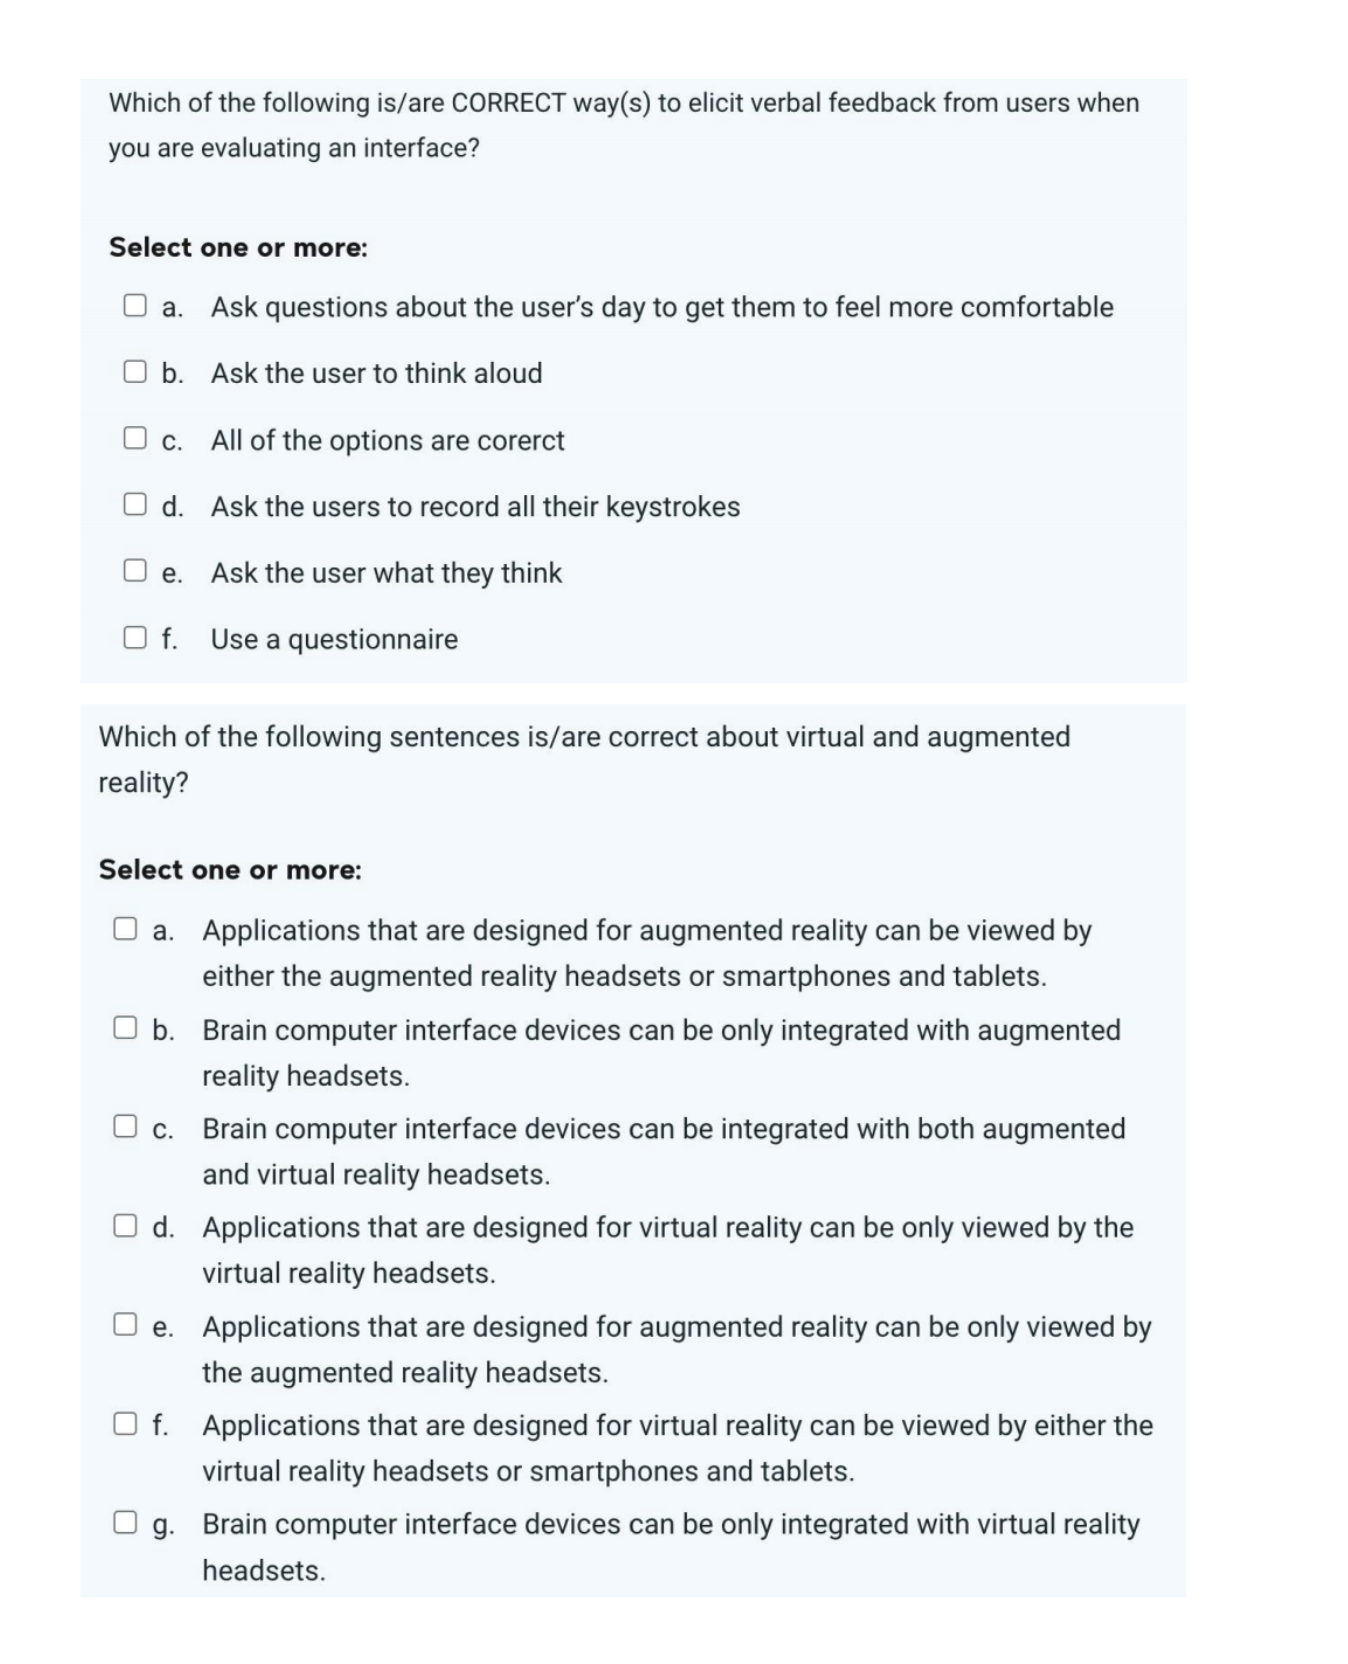 Which of the following is/are CORRECT way(s) to elicit verbal feedback from users when
you are evaluating an interface?
Select one or more:
a. Ask questions about the user's day to get them to feel more comfortable
b. Ask the user to think aloud
c. All of the options are corerct
d. Ask the users to record all their keystrokes
e. Ask the user what they think
f. Use a questionnaire
Which of the following sentences is/are correct about virtual and augmented
reality?
Select one or more:
a. Applications that are designed for augmented reality can be viewed by
either the augmented reality headsets or smartphones and tablets.
b. Brain computer interface devices can be only integrated with augmented
reality headsets.
c. Brain computer interface devices can be integrated with both augmented
and virtual reality headsets.
d. Applications that are designed for virtual reality can be only viewed by the
virtual reality headsets.
e. Applications that are designed for augmented reality can be only viewed by
the augmented reality headsets.
f. Applications that are designed for virtual reality can be viewed by either the
virtual reality headsets or smartphones and tablets.
g. Brain computer interface devices can be only integrated with virtual reality
headsets.